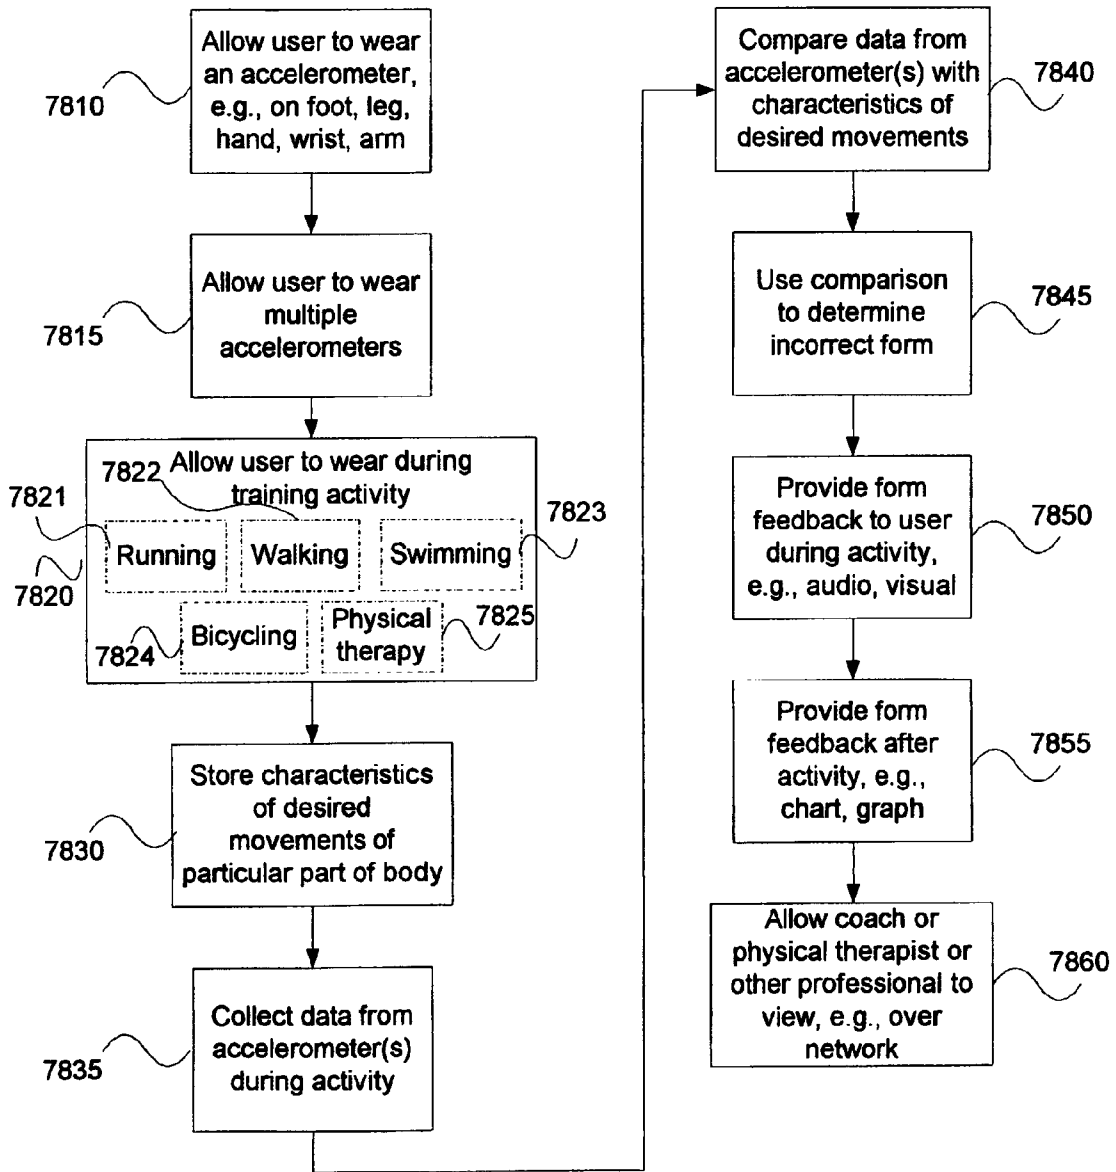 Allow user to wear
an accelerometer,
e.g., on foot, leg,
hand, wrist, arm
7810
Allow user to wear
multiple
accelerometers
7815
Allow user to wear during
training activity
7822
7821
7823
Running
Walking
Swimming
7820
Bicycling
Physical
therapy
7824
7825
Store characteristics
of desired
movements of
particular part of body
7830
Collect data from
accelerometer(s)
during activity
7835
Compare data from
accelerometer(s) with
characteristics of
desired movements
7840
Use comparison
to determine
incorrect form
7845
Provide form
feedback to user
during activity,
e.g., audio, visual
7850
Provide form
feedback after
activity, e.g.,
chart, graph
7855
Allow coach or
physical therapist or
other professional to
view, e.g., over
network
7860